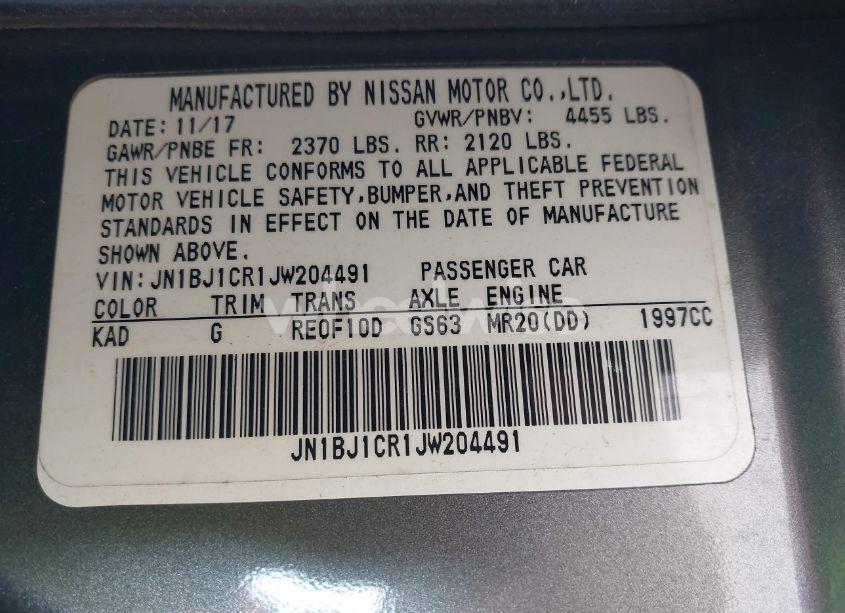 MANUFACTURED BY NISSAN MOTOR CO.,LTD.
DATE: 11/17 GVWR/PNBV: 4455 LBS.
GAWR/PNBE FR: 2370 LBS. RR: 2120 LBS.
THIS VEHICLE CONFORMS TO ALL APPLICABLE FEDERAL
MOTOR VEHICLE SAFETY,BUMPER,AND THEFT PREVENTION
STANDARDS IN EFFECT ON THE DATE OF MANUFACTURE
SHOWN ABOVE.
VIN:JN1BJ1CR1JW204491 PASSENGER CAR
COLOR TRIM TRANS AXLE ENGINE
KAD G RE0F10D GS63 MR20(DD) 1997CC
JN1BJ1CR1JW204491